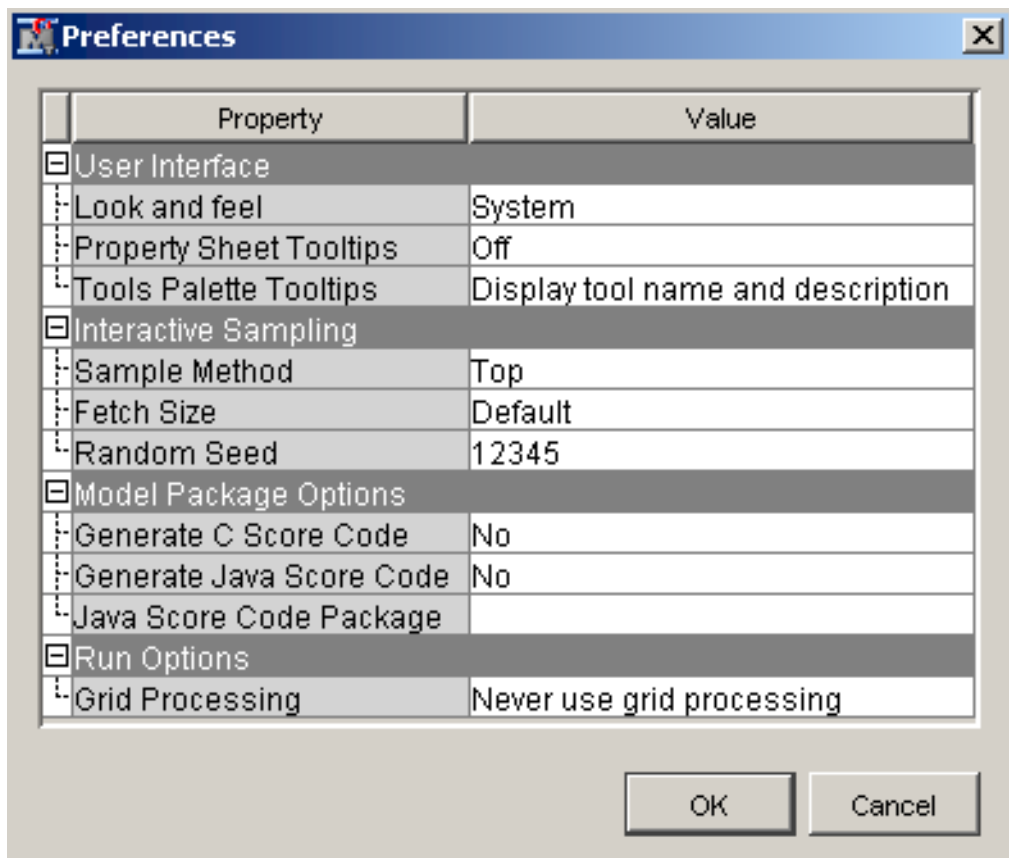 Preferences
Property Value
User Interface
Look and feel System
Property Sheet Tooltips Off
Tools Palette Tooltips Display tool name and description
Interactive Sampling
Sample Method Top
Fetch Size Default
Random Seed 12345
Model Package Options
Generate C Score Code No
Generate Java Score Code No
Java Score Code Package
Run Options
Grid Processing Never use grid processing
OK Cancel